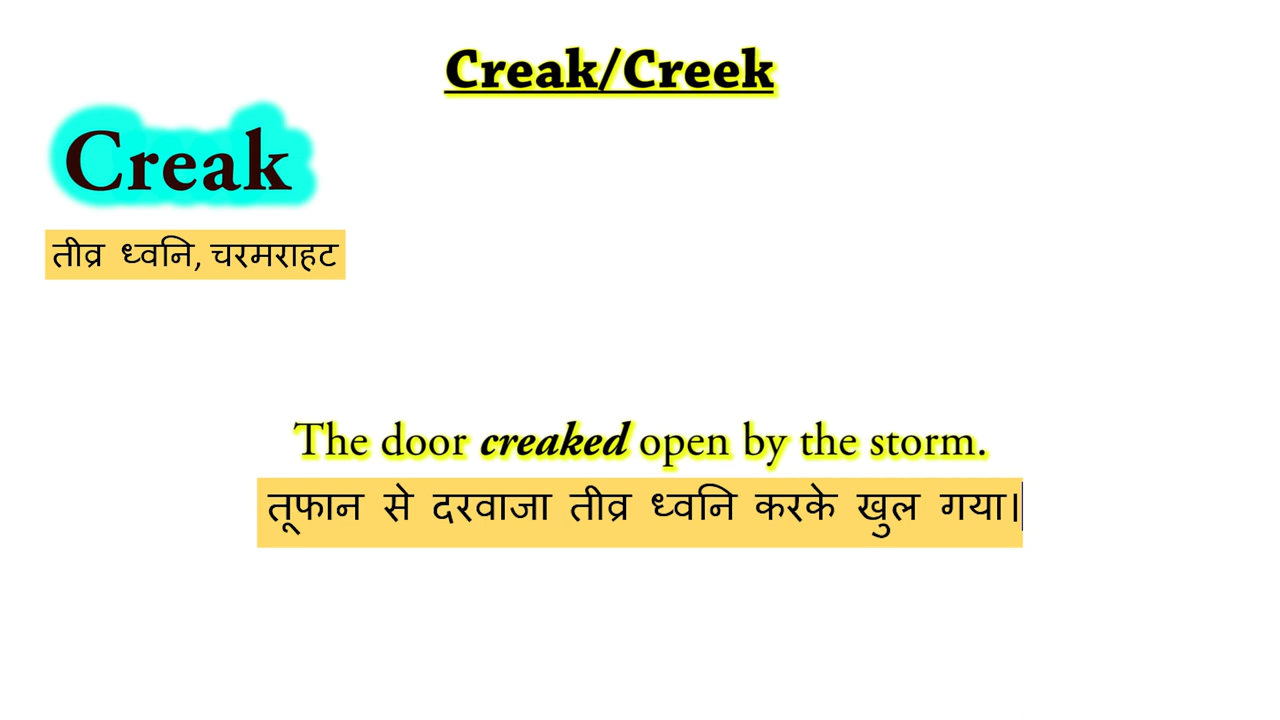 Creak/Creek
Creak
तीव्र ध्वनि, चरमराहट
The door creaked open by the storm.
तूफान से दरवाजा तीव्र ध्वनि करके खुल गया।